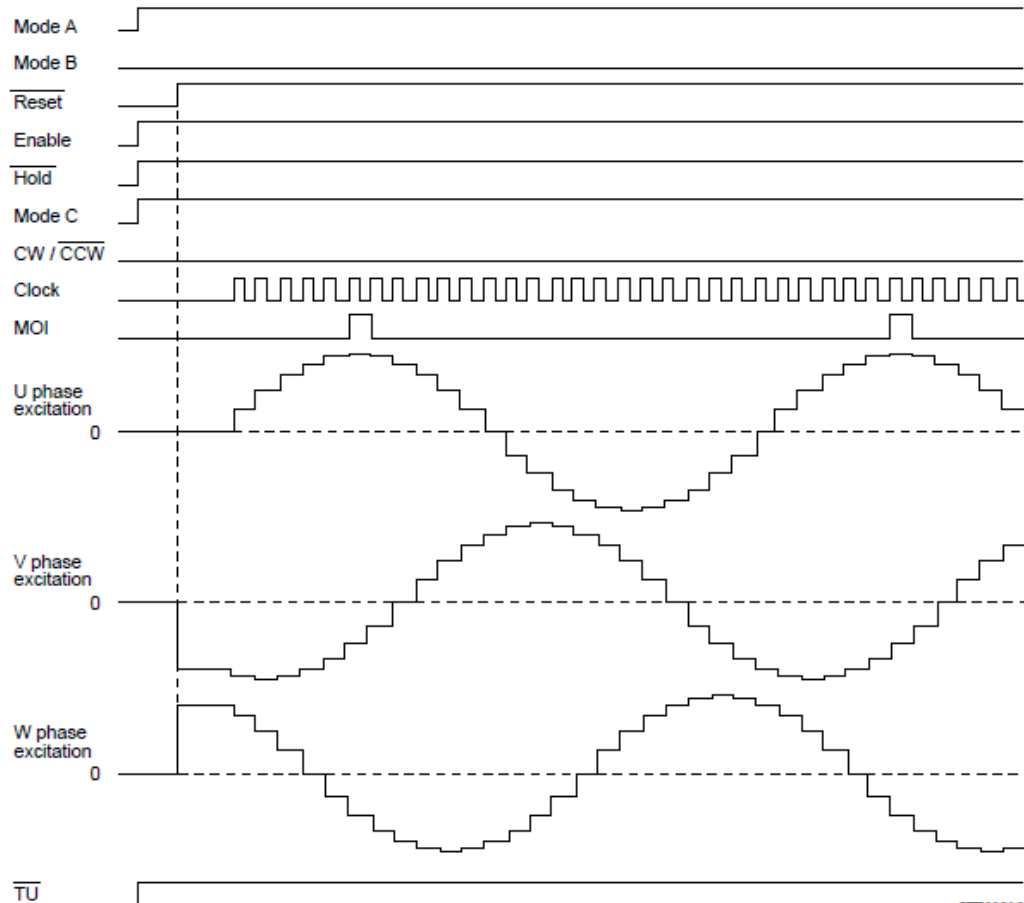 Mode A
Mode B
Reset
Enable
Hold
Mode C
CW / CCW
Clock
MOI
U phase
excitation
0
V phase
excitation
0
W phase
excitation
0
TU